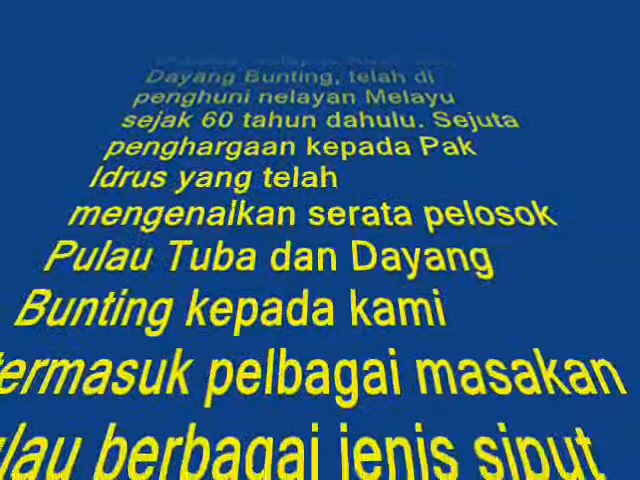 Dayang Bunting, telah di
penghuni nelayan Melayu
sejak 60 tahun dahulu. Sejuta
penghargaan kepada Pak
Idrus yang telah
mengenalkan serata pelosok
Pulau Tuba dan Dayang
Bunting kepada kami
termasuk pelbagai masakan
berbagai jenis siput